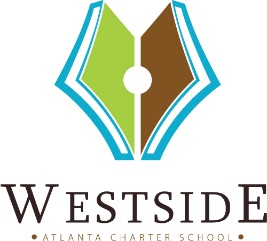 WESTSIDE
• ATLANTA CHARTER SCHOOL •